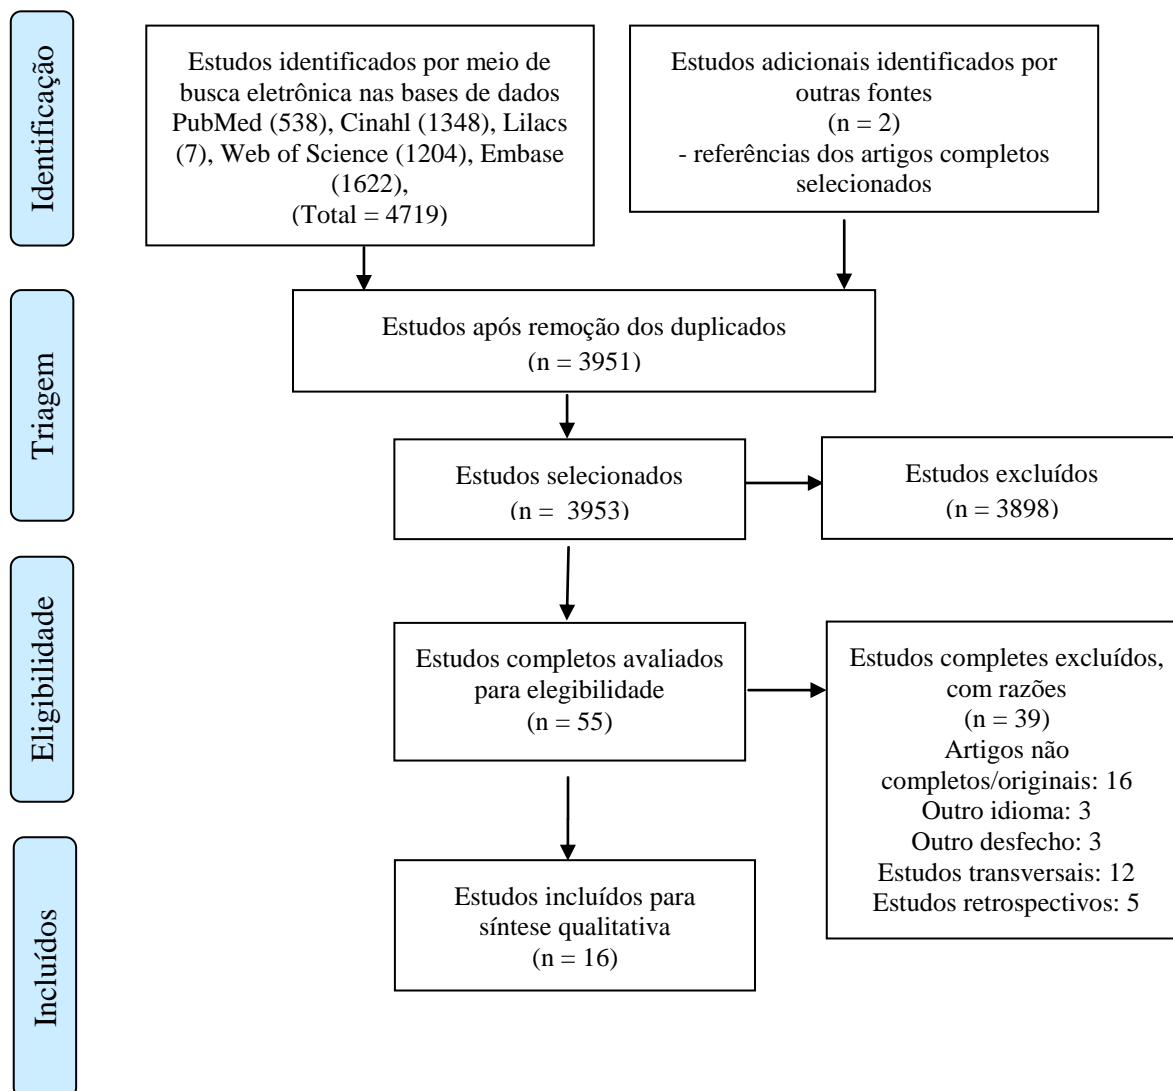 Identificação
Estudos identificados por meio de
busca eletrônica nas bases de dados
PubMed (538), Cinahl (1348), Lilacs
(7), Web of Science (1204), Embase
(1622),
(Total = 4719)
Estudos adicionais identificados por
outras fontes
(n = 2)
- referências dos artigos completos
selecionados
Triagem
Estudos após remoção dos duplicados
(n = 3951)
Estudos selecionados
(n =  3953)
Estudos excluídos
(n = 3898)
Eligibilidade
Estudos completos avaliados
para elegibilidade
(n = 55)
Estudos completes excluídos,
com razões
(n = 39)
Artigos não
completos/originais: 16
Outro idioma: 3
Outro desfecho: 3
Estudos transversais: 12
Estudos retrospectivos: 5
Incluídos
Estudos incluídos para
síntese qualitativa
(n = 16)